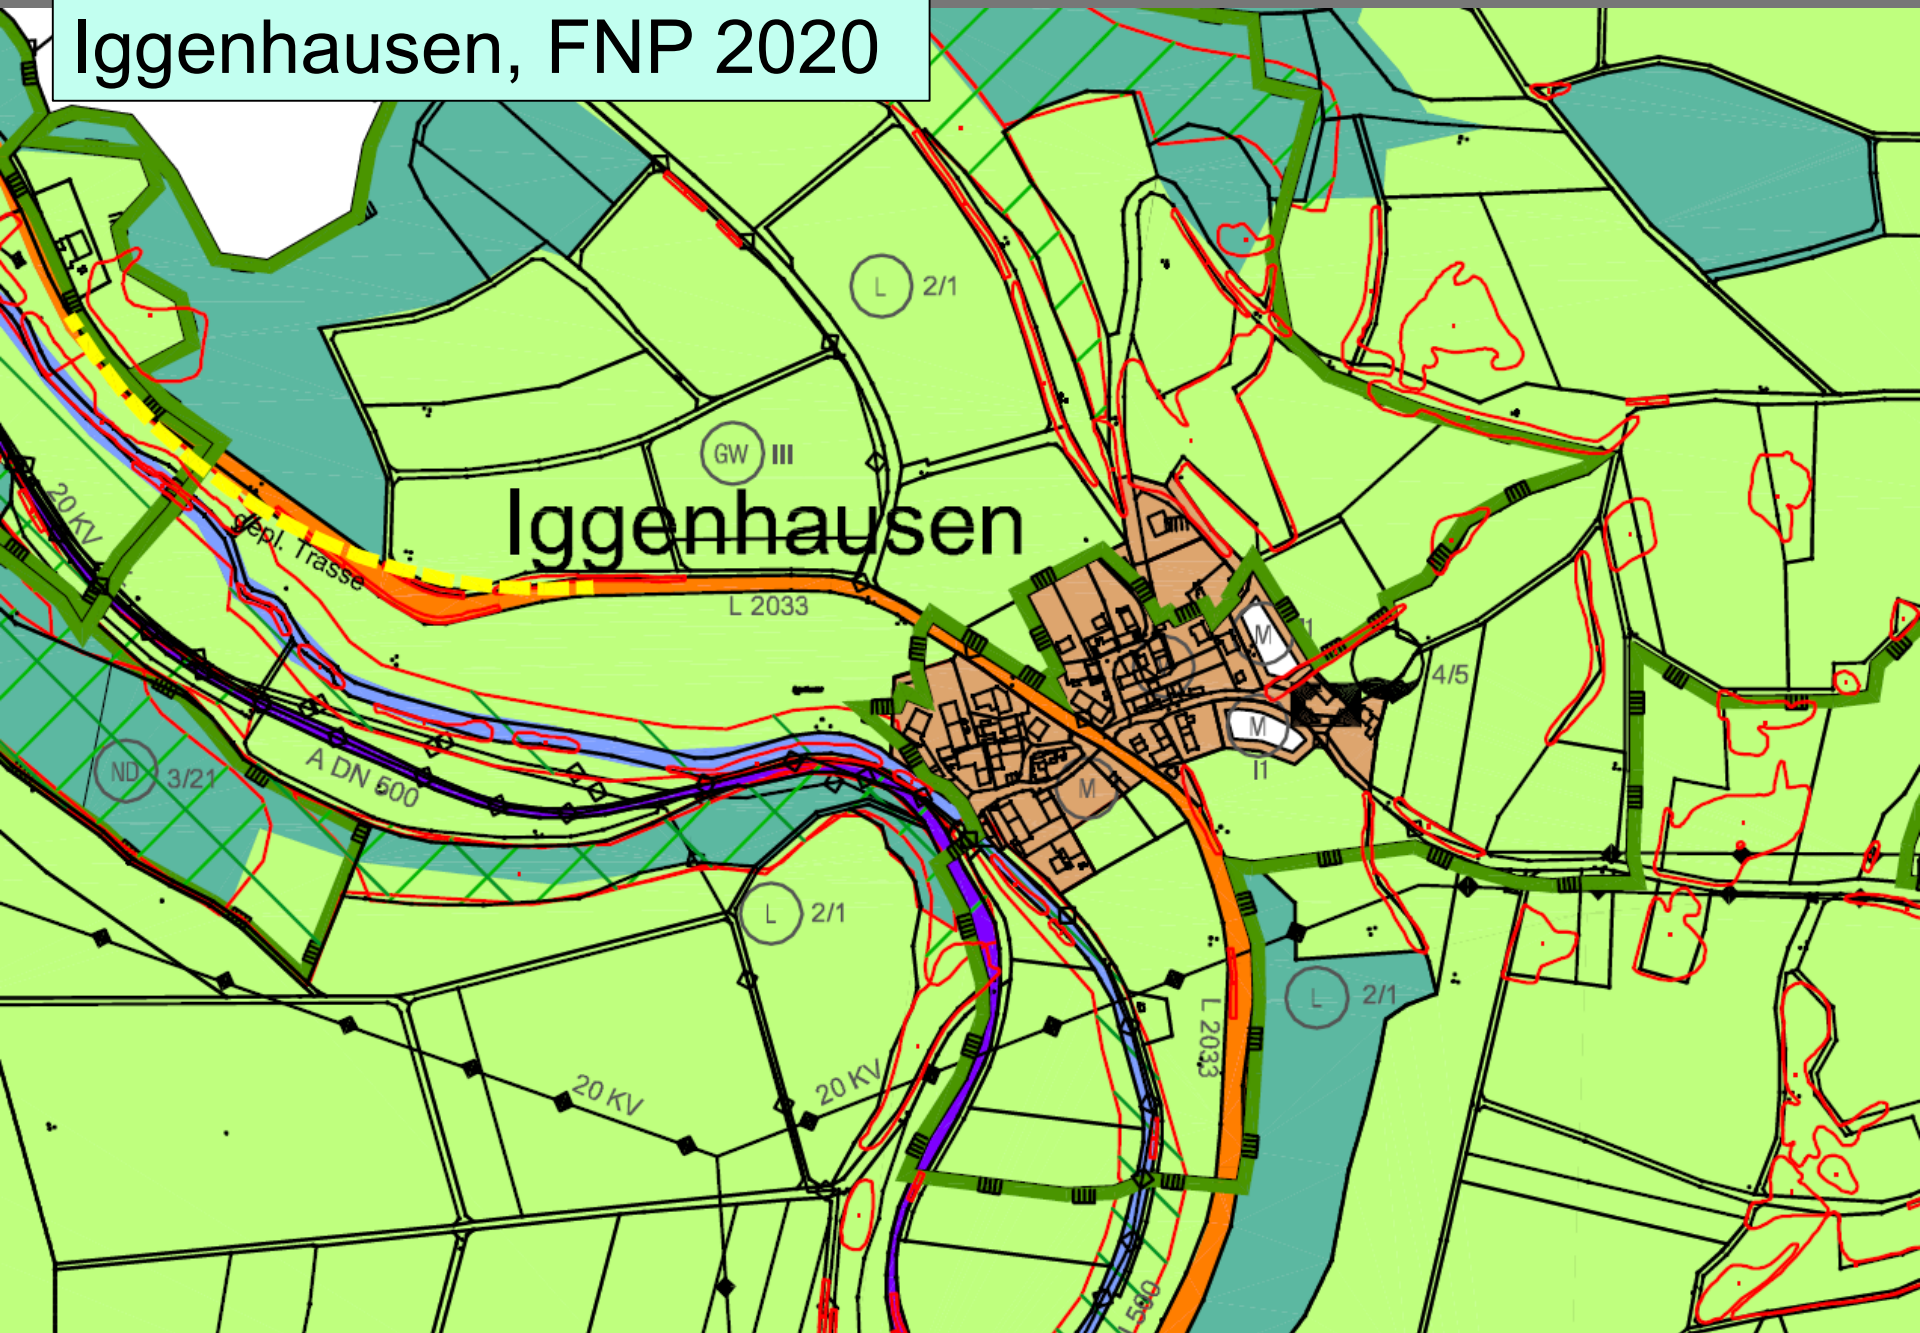 Iggenhausen, FNP 2020
L 2/1
GW III
20 KV
Iggenhausen
gepl. Trasse
L 2033
M
M
4/5
I1
ND 3/21
A DN 600
M
L 2/1
L 2/1
L 2033
20 KV
20 KV